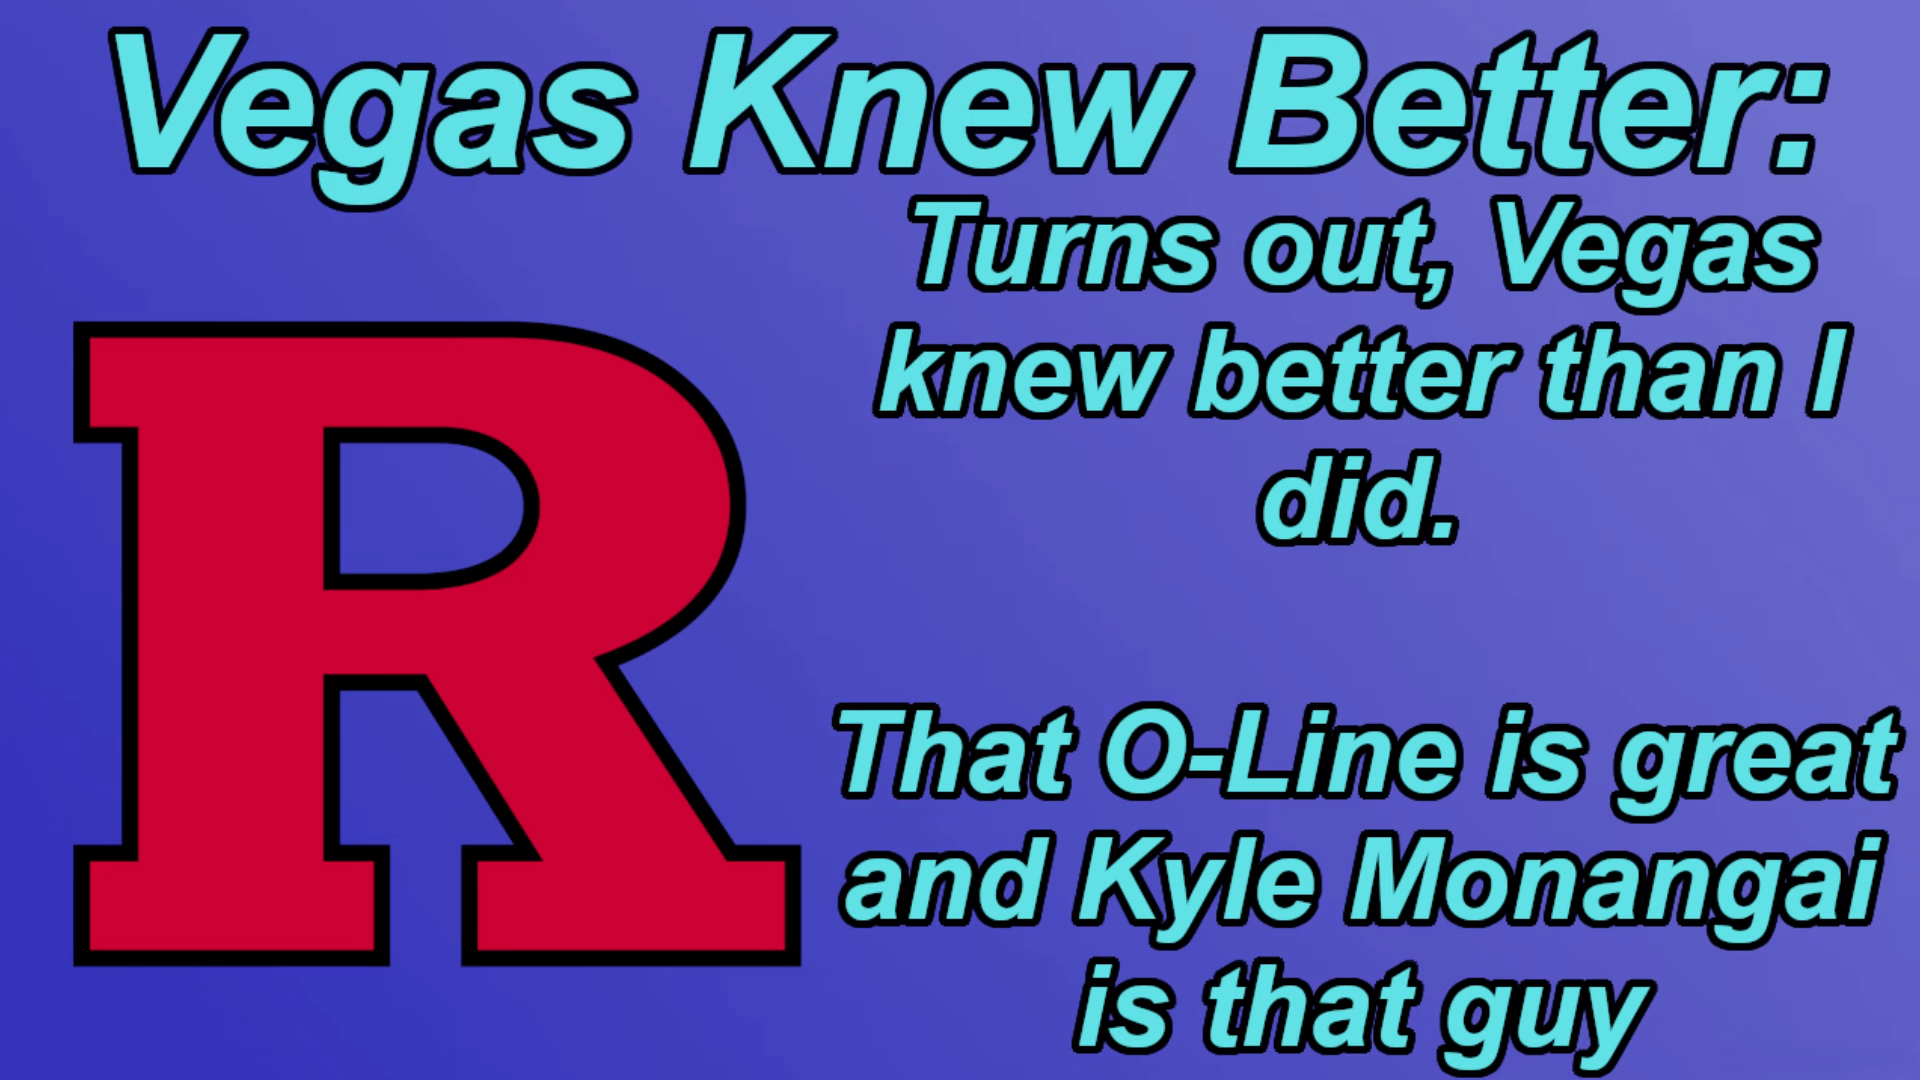 Vegas Knew Better:
Turns out, Vegas
knew better than I
did.
R
That O-Line is great
and Kyle Monangai
is that guy